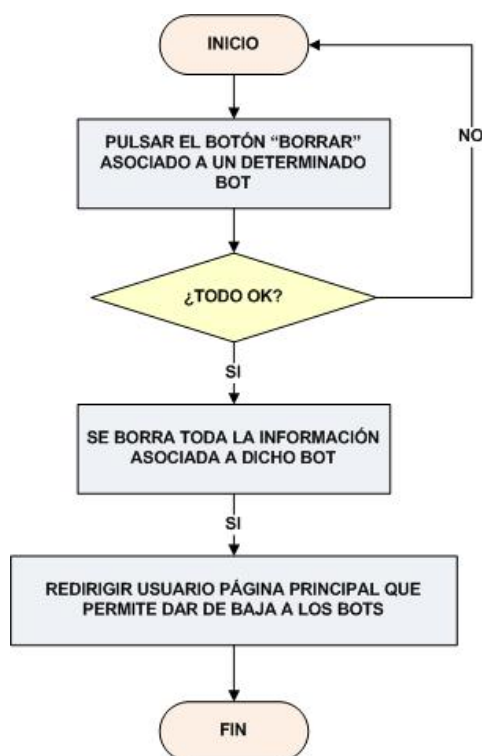 INICIO
PULSAR EL BOTÓN “BORRAR”
ASOCIADO A UN DETERMINADO
BOT
NO
¿TODO OK?
SI
SE BORRA TODA LA INFORMACIÓN
ASOCIADA A DICHO BOT
SI
REDIRIGIR USUARIO PÁGINA PRINCIPAL QUE
PERMITE DAR DE BAJA A LOS BOTS
FIN